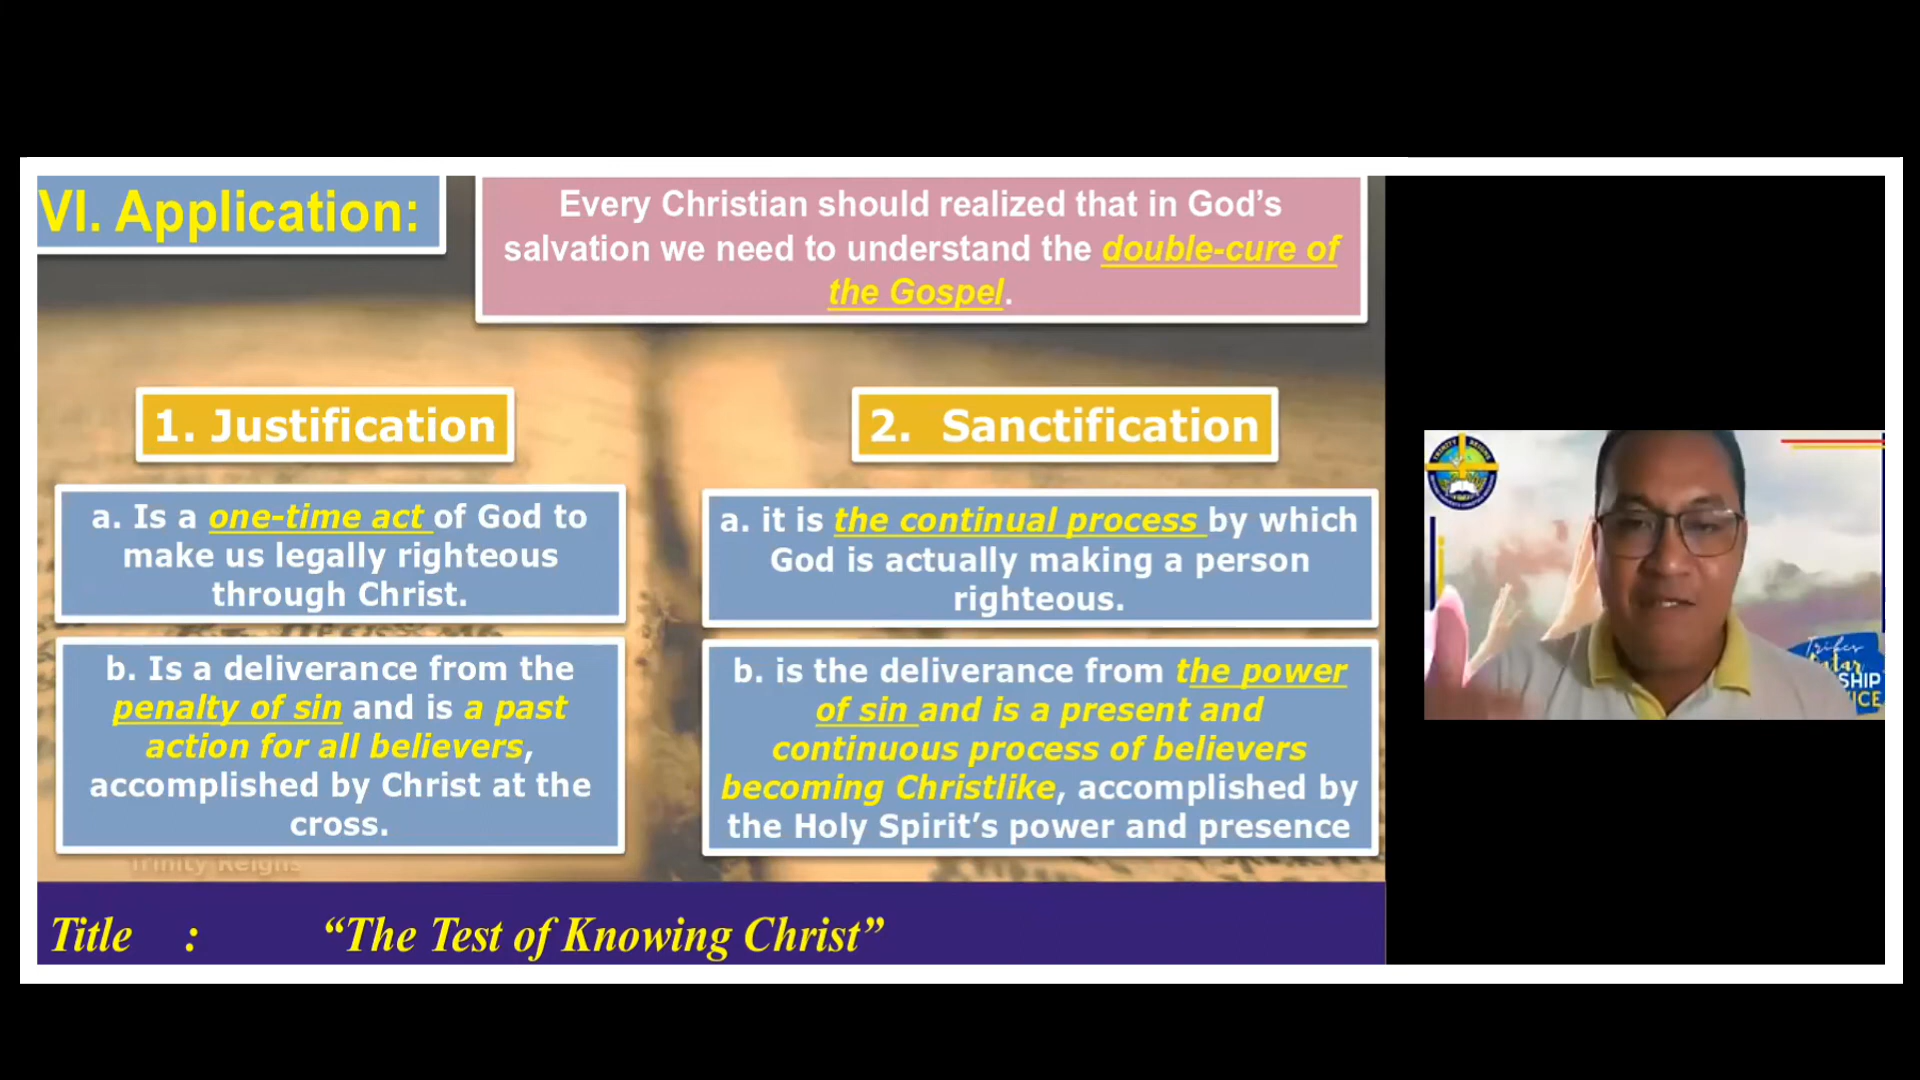 VI. Application:
Every Christian should realized that in God’s
salvation we need to understand the double-cure of
the Gospel.
1. Justification
a. Is a one-time act of God to
make us legally righteous
through Christ.
b. Is a deliverance from the
penalty of sin and is a past
action for all believers,
accomplished by Christ at the
cross.
2. Sanctification
a. it is the continual process by which
God is actually making a person
righteous.
b. is the deliverance from the power
of sin and is a present and
continuous process of believers
becoming Christlike, accomplished by
the Holy Spirit’s power and presence
Trinity Reigns
Title : “The Test of Knowing Christ”
TRINITY REIGNS
Tribes